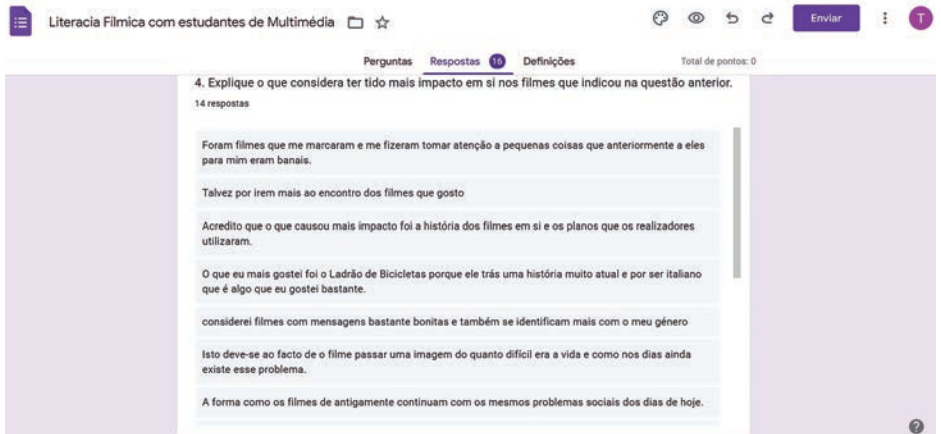 Literacia Fílmica com estudantes de Multimédia
Enviar
T
Perguntas Respostas 16 Definições
Total de pontos: 0
4. Explique o que considera ter tido mais impacto em si nos filmes que indicou na questão anterior.
14 respostas
Foram filmes que me marcaram e me fizeram tomar atenção a pequenas coisas que anteriormente a eles
para mim eram banais.
Talvez por irem mais ao encontro dos filmes que gosto
Acredito que o que causou mais impacto foi a história dos filmes em si e os planos que os realizadores
utilizaram.
O que eu mais gostei foi o Ladrão de Bicicletas porque ele trás uma história muito atual e por ser italiano
que é algo que eu gostei bastante.
considerei filmes com mensagens bastante bonitas e também se identificam mais com o meu género
Isto deve-se ao facto de o filme passar uma imagem do quanto difícil era a vida e como nos dias ainda
existe esse problema.
A forma como os filmes de antigamente continuam com os mesmos problemas sociais dos dias de hoje.